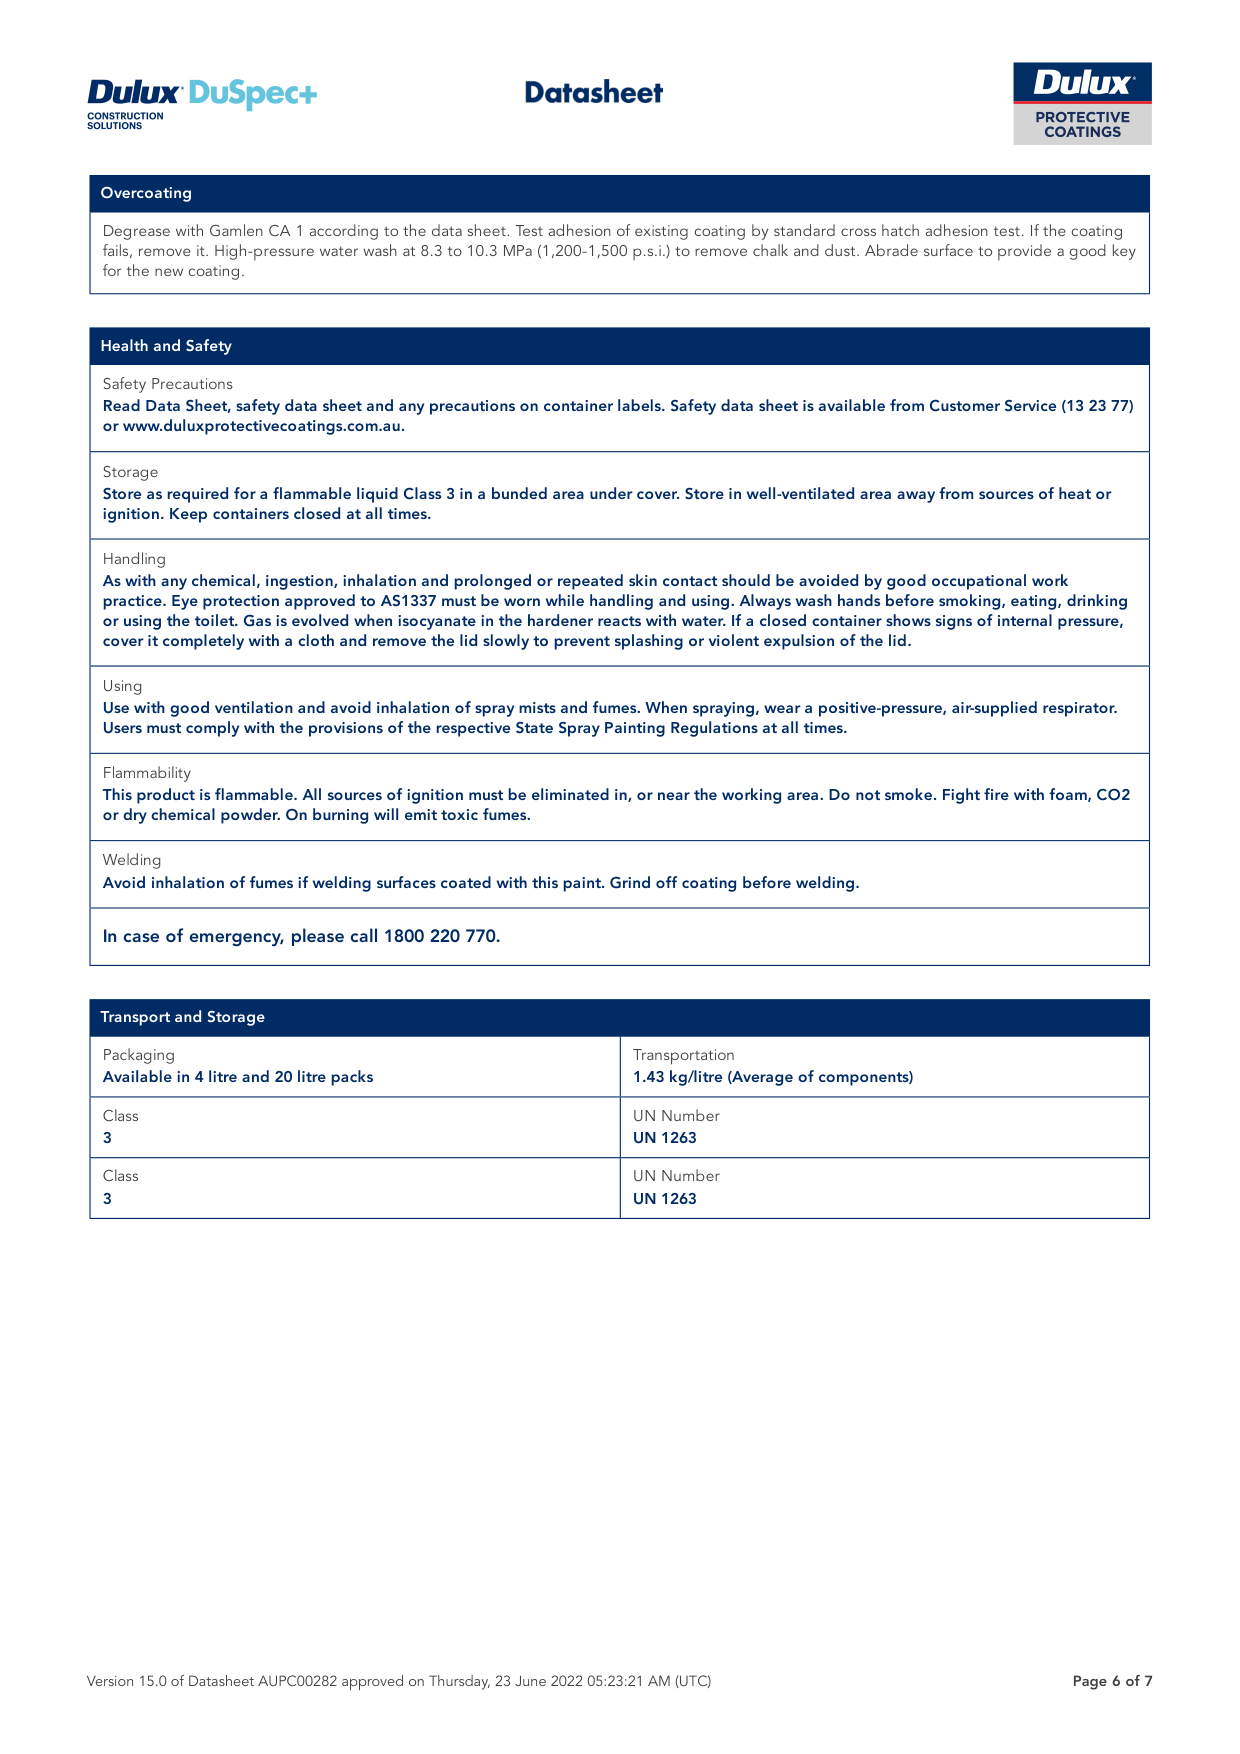 Dulux DuSpec+
CONSTRUCTION
SOLUTIONS
Datasheet
Dulux
PROTECTIVE
COATINGS
Overcoating
Degrease with Gamlen CA 1 according to the data sheet. Test adhesion of existing coating by standard cross hatch adhesion test. If the coating
fails, remove it. High-pressure water wash at 8.3 to 10.3 MPa (1,200-1,500 p.s.i.) to remove chalk and dust. Abrade surface to provide a good key
for the new coating.
Health and Safety
Safety Precautions
Read Data Sheet, safety data sheet and any precautions on container labels. Safety data sheet is available from Customer Service (13 23 77)
or www.duluxprotectivecoatings.com.au.
Storage
Store as required for a flammable liquid Class 3 in a bunded area under cover. Store in well-ventilated area away from sources of heat or
ignition. Keep containers closed at all times.
Handling
As with any chemical, ingestion, inhalation and prolonged or repeated skin contact should be avoided by good occupational work
practice. Eye protection approved to AS1337 must be worn while handling and using. Always wash hands before smoking, eating, drinking
or using the toilet. Gas is evolved when isocyanate in the hardener reacts with water. If a closed container shows signs of internal pressure,
cover it completely with a cloth and remove the lid slowly to prevent splashing or violent expulsion of the lid.
Using
Use with good ventilation and avoid inhalation of spray mists and fumes. When spraying, wear a positive-pressure, air-supplied respirator.
Users must comply with the provisions of the respective State Spray Painting Regulations at all times.
Flammability
This product is flammable. All sources of ignition must be eliminated in, or near the working area. Do not smoke. Fight fire with foam, CO2
or dry chemical powder. On burning will emit toxic fumes.
Welding
Avoid inhalation of fumes if welding surfaces coated with this paint. Grind off coating before welding.
In case of emergency, please call 1800 220 770.
Transport and Storage
Packaging
Available in 4 litre and 20 litre packs
Transportation
1.43 kg/litre (Average of components)
Class
3
UN Number
UN 1263
Class
3
UN Number
UN 1263
Version 15.0 of Datasheet AUPC00282 approved on Thursday, 23 June 2022 05:23:21 AM (UTC)
Page 6 of 7